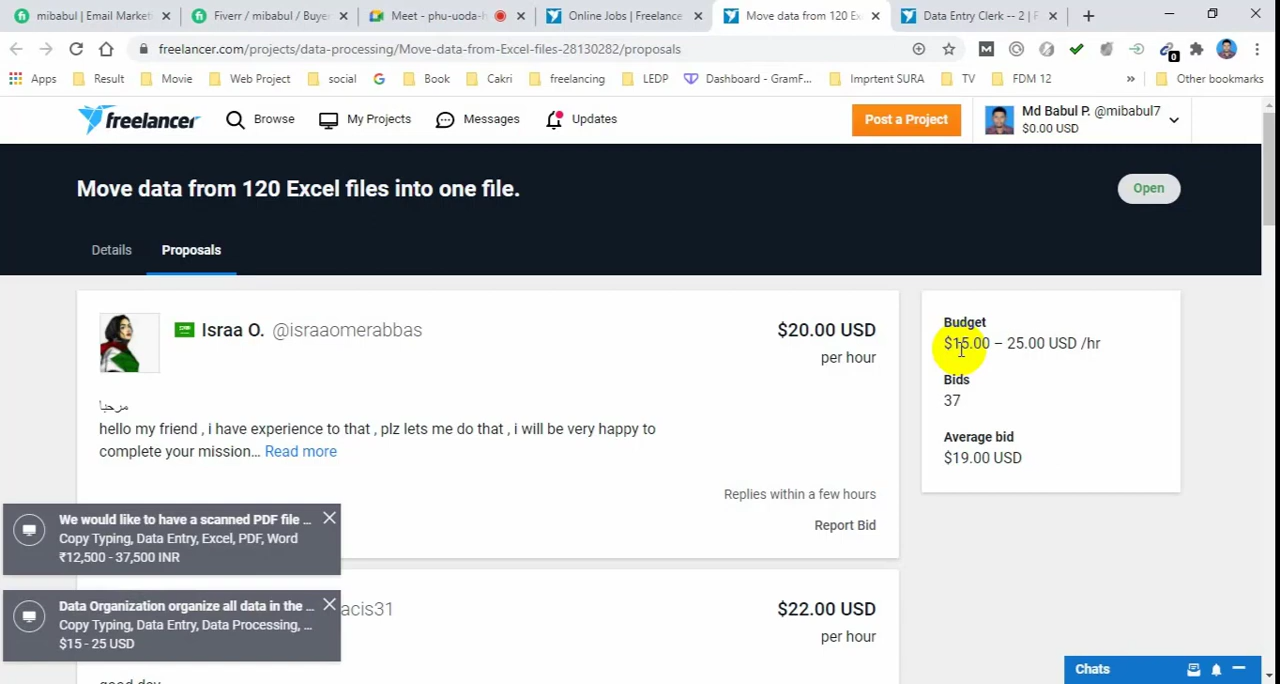 mibabul | Email Market
Fiverr / mibabul / Buye
Meet - phu-uoda-
Online Jobs | Freelance
Move data from 120 Ex
Data Entry Clerk -- 2 | F
freelancer.com/projects/data-processing/Move-data-from-Excel-files-28130282/proposals
0
Apps
Result
Movie
Web Project
social
Book
Cakri
freelancing
LEDP
Dashboard - GramF...
Imprtent SURA
TV
FDM 12
»
Other bookmarks
freelancer
Browse
My Projects
Messages
Updates
Post a Project
Md Babul P. @mibabul7
$0.00 USD
Move data from 120 Excel files into one file.
Open
Details
Proposals
Israa O. @israaomerabbas
$20.00 USD
per hour
مرحبا
hello my friend , i have experience to that , plz lets me do that , i will be very happy to
complete your mission... Read more
Replies within a few hours
Report Bid
Budget
$15.00 – 25.00 USD /hr
Bids
37
Average bid
$19.00 USD
We would like to have a scanned PDF file ...
Copy Typing, Data Entry, Excel, PDF, Word
₹12,500 - 37,500 INR
Data Organization organize all data in the ...
Copy Typing, Data Entry, Data Processing, ...
$15 - 25 USD
acis31
$22.00 USD
per hour
good day
Chats